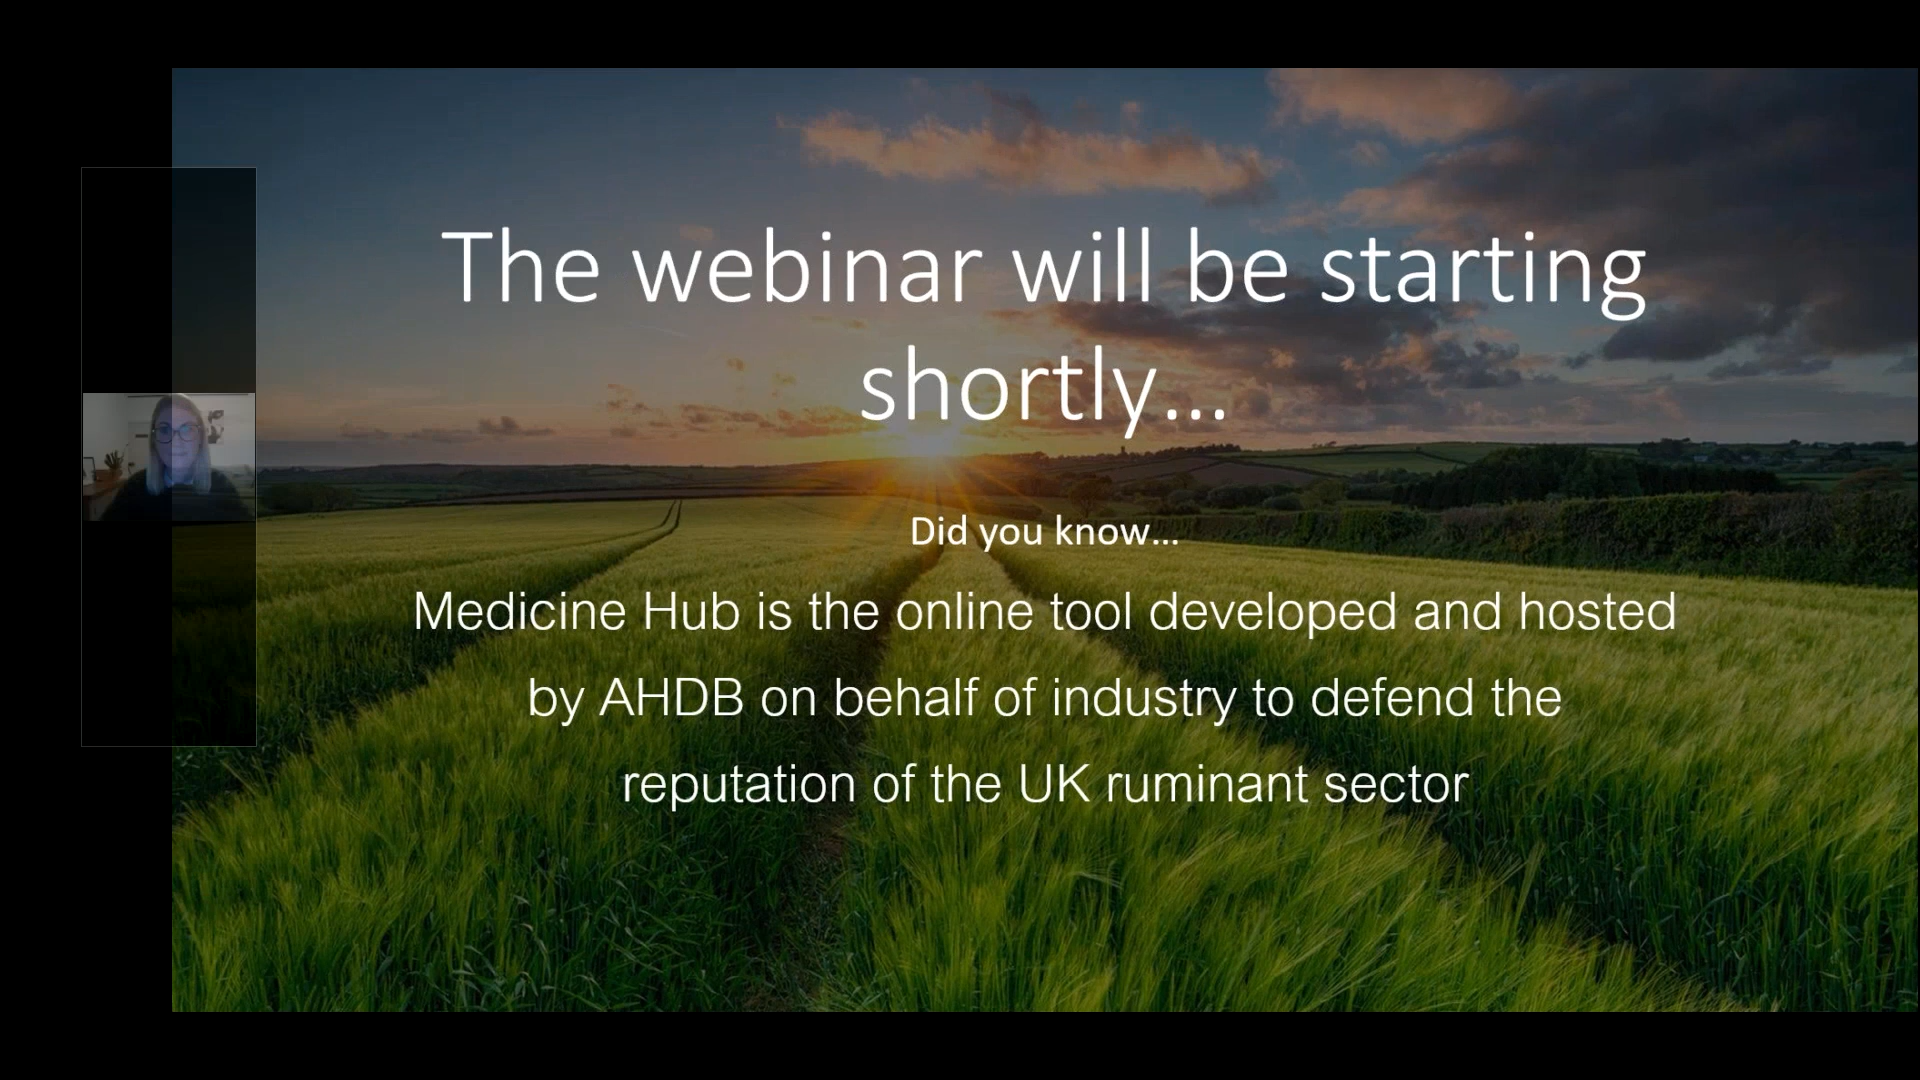 The webinar will be starting
shortly...
Did you know...
Medicine Hub is the online tool developed and hosted
by AHDB on behalf of industry to defend the
reputation of the UK ruminant sector